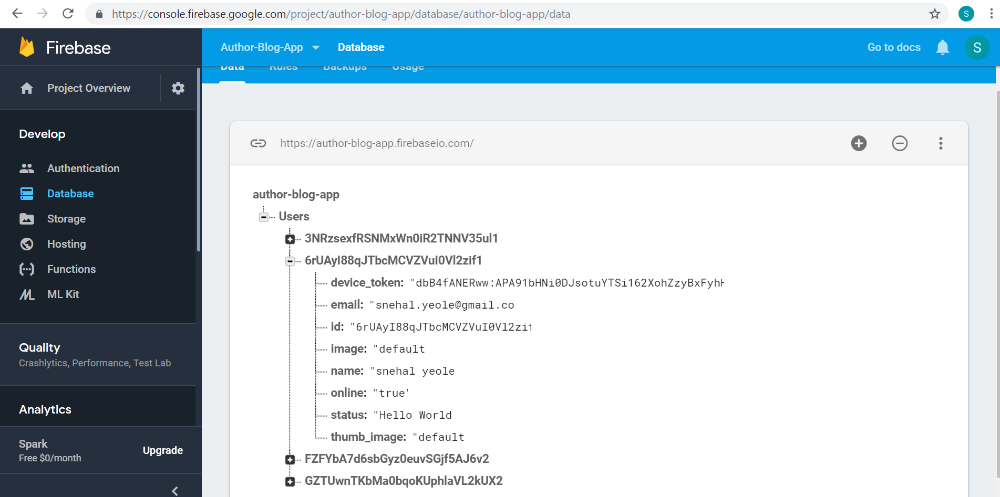 https://console.firebase.google.com/project/author-blog-app/database/author-blog-app/data
S
Firebase
Author-Blog-App
Database
Go to docs
S
Data Rules Backups Usage
Project Overview
Develop
Authentication
Database
Storage
Hosting
Functions
ML Kit
Quality
Crashlytics, Performance, Test Lab
Analytics
Spark
Free $0/month
Upgrade
https://author-blog-app.firebaseio.com/
author-blog-app
Users
3NRzsexfRSNMxWn0iR2TNNV35ul1
6rUAyI88qJTbcMCVZVuI0Vl2zif1
device_token: "dbB4fANERww:APA91bHNi0DJsotuYTSi162XohZzyBxFyhH
email: "snehal.yeole@gmail.co
id: "6rUAyI88qJTbcMCVZVuI0Vl2zif
image: "default
name: "snehal yeole
online: "true'
status: "Hello World
thumb_image: "default
FZFYbA7d6sbGyz0euvSGjf5AJ6v2
GZTUwnTKbMa0bqoKUphlaVL2kUX2